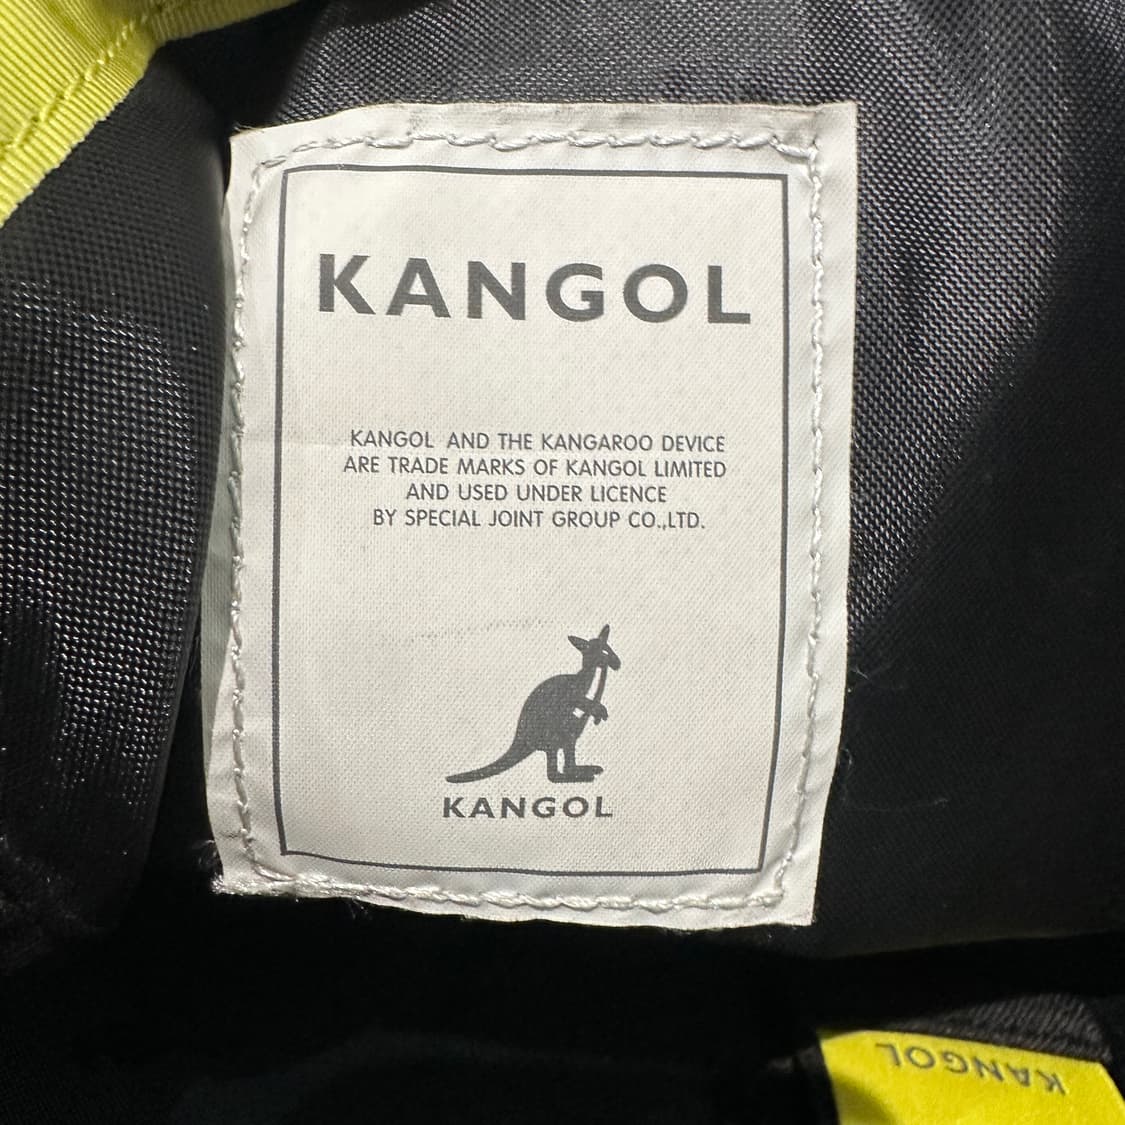 KANGOL
KANGOL AND THE KANGAROO DEVICE
ARE TRADE MARKS OF KANGOL LIMITED
AND USED UNDER LICENCE
BY SPECIAL JOINT GROUP CO.,LTD.
KANGOL
KANGOL